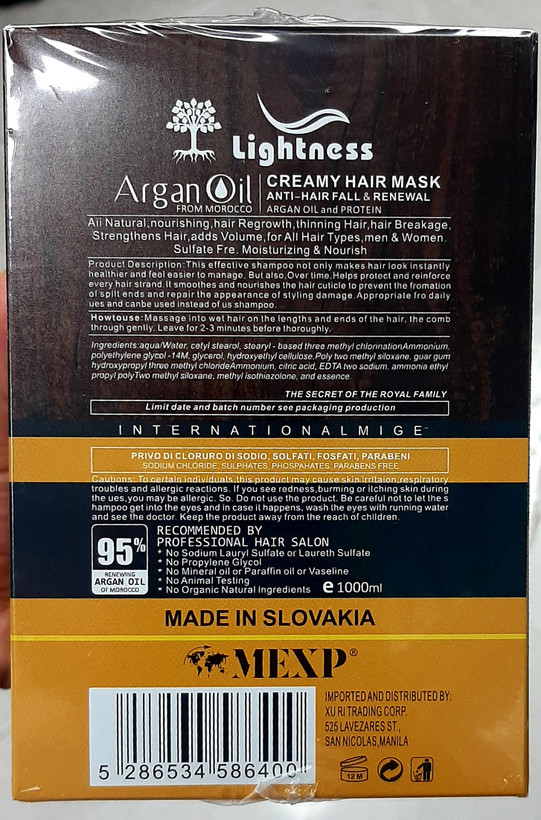 Lightness
Argan Oil
FROM MOROCCO
CREAMY HAIR MASK
ANTI-HAIR FALL & RENEWAL
ARGAN OIL and PROTEIN
Aii Natural,nourishing,hair Regrowth,thinning Hair,hair Breakage,
Strengthens Hair,adds Volume,for All Hair Types,men & Women.
Sulfate Fre. Moisturizing & Nourish
Product Description:This effective shampoo not only makes hair look instantly
healthier and feel easier to manage. But also,Over time,Helps protect and reinforce
every hair strand.It smoothes and nourishes the hair cuticle to prevent the fromation
of spilt ends and repair the appearance of styling damage.Appropriate fro daily
ues and canbe used instead of us shampoo.
Howtouse:Massage into wet hair on the lengths and ends of the hair, the comb
through gently. Leave for 2-3 minutes before thoroughly.
Ingredients:aqua/Water, cetyl stearol, stearyl - based three methyl chlorinationAmmonium,
polyethylene glycol -14M, glycerol, hydroxyethyl cellulose.Poly two methyl siloxane, guar gum
hydroxypropyl three methyl chlorideAmmonium, citric acid, EDTA two sodium, ammonia ethyl
propyl polyTwo methyl siloxane, methyl isothiazolone, and essence.
THE SECRET OF THE ROYAL FAMILY
Limit date and batch number see packaging production
INTERNATIONALMIGE
PRIVO DI CLORURO DI SODIO, SOLFATI, FOSFATI, PARABENI
SODIUM CHLORIDE, SULPHATES, PHOSPAHATES, PARABENS FREE
Cautions: To certain individuals,this product may cause skin irritaion,respiratory
troubles and allergic reactions. If you see redness,burming or itching skin during
the ues,you may be allergic. So. Do not use the product. Be careful not to let the s
hampoo get into the eyes and in case it happens, wash the eyes with running water
and see the doctor. Keep the product away from the reach of children.
95%
RENEWING
ARGAN OIL
OF MOROCCO
RECOMMENDED BY
PROFESSIONAL HAIR SALON
* No Sodium Lauryl Sulfate or Laureth Sulfate
* No Propylene Glycol
* No Mineral oil or Paraffin oil or Vaseline
* No Animal Testing
* No Organic Natural Ingredients
e 1000ml
MADE IN SLOVAKIA
MEXP®
IMPORTED AND DISTRIBUTED BY:
XU RI TRADING CORP.
525 LAVEZARES ST.,
SAN NICOLAS,MANILA
5 286534 586400
12 M